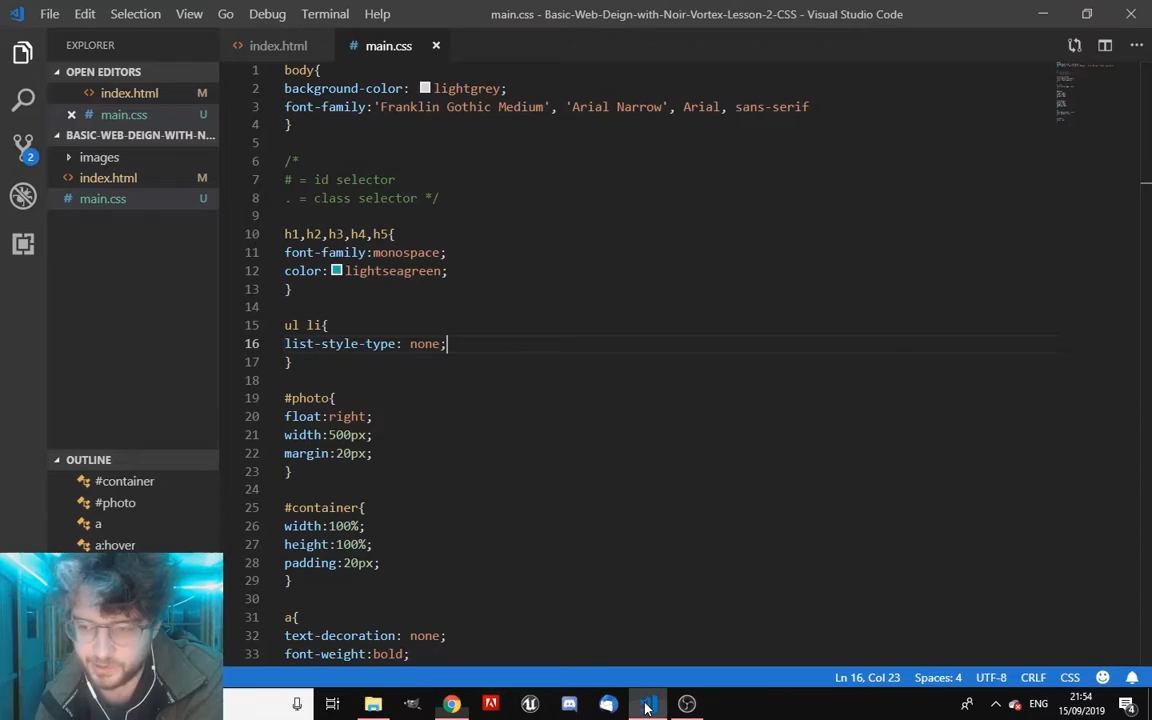 File Edit Selection View Go Debug Terminal Help
main.css - Basic-Web-Deign-with-Noir-Vortex-Lesson-2-CSS - Visual Studio Code
EXPLORER
OPEN EDITORS
index.html M
main.css U
BASIC-WEB-DEIGN-WITH-N...
images
index.html M
main.css U
2
OUTLINE
#container
#photo
a
a:hover
index.html
main.css
1 body{
2 background-color: lightgrey;
3 font-family:'Franklin Gothic Medium', 'Arial Narrow', Arial, sans-serif
4 }
5
6 /*
7 # = id selector
8 . = class selector */
9
10 h1,h2,h3,h4,h5{
11 font-family:monospace;
12 color:lightseagreen;
13 }
14
15 ul li{
16 list-style-type: none;
17 }
18
19 #photo{
20 float:right;
21 width:500px;
22 margin:20px;
23 }
24
25 #container{
26 width:100%;
27 height:100%;
28 padding:20px;
29 }
30
31 a{
32 text-decoration: none;
33 font-weight:bold;
Ln 16, Col 23 Spaces: 4 UTF-8 CRLF CSS
ENG
21:54
15/09/2019
4